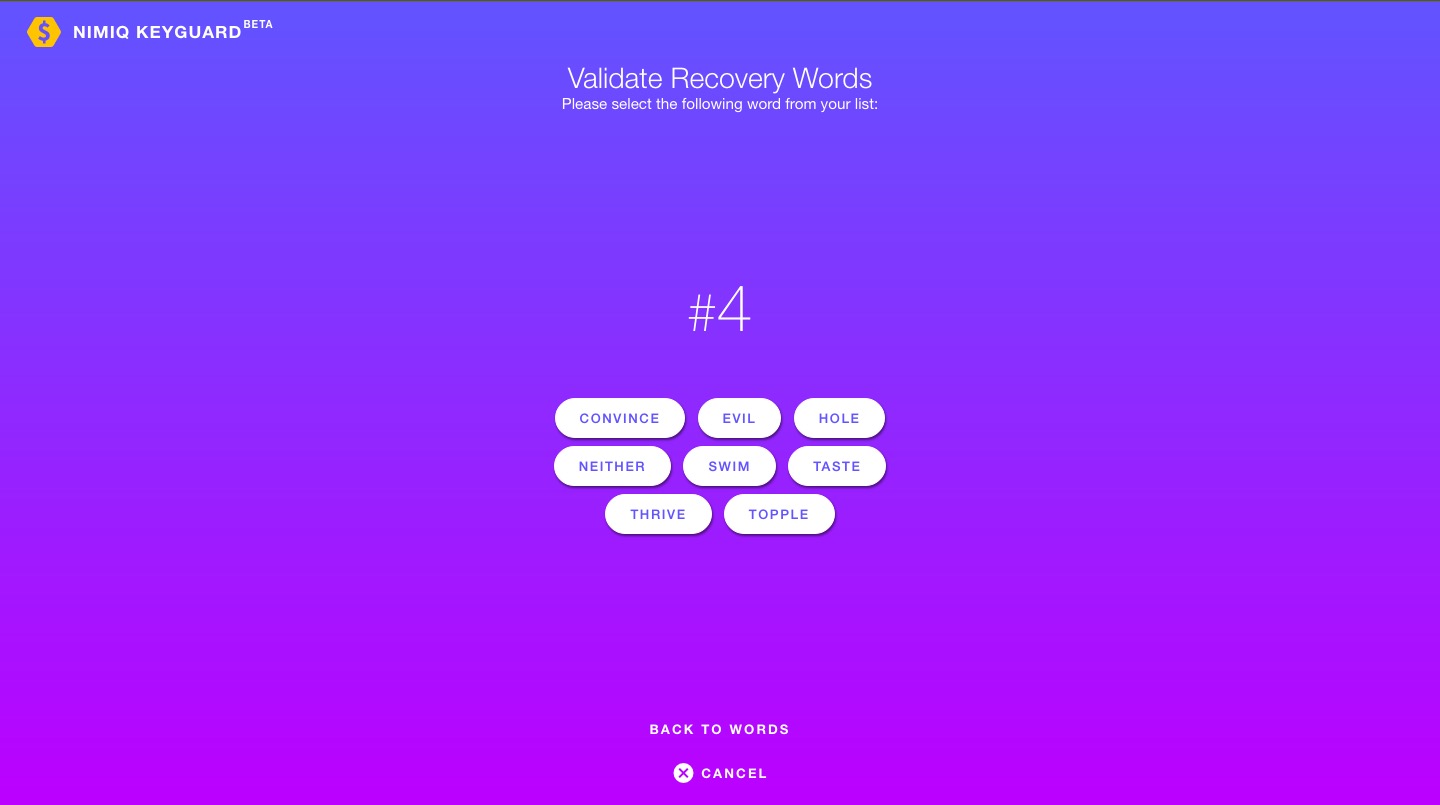 NIMIQ KEYGUARD BETA
Validate Recovery Words
Please select the following word from your list:
#4
CONVINCE EVIL HOLE
NEITHER SWIM TASTE
THRIVE TOPPLE
BACK TO WORDS
CANCEL